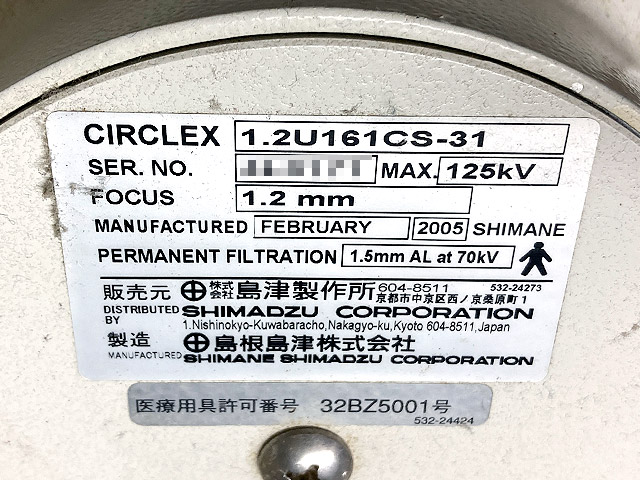 CIRCLEX 1.2U161CS-31
SER. NO. MAX. 125kV
FOCUS 1.2 mm
MANUFACTURED FEBRUARY 2005 SHIMANE
PERMANENT FILTRATION 1.5mm AL at 70kV
販売元 株式会社 島津製作所 604-8511 京都市中京区西ノ京桑原町1 532-24273
DISTRIBUTED BY SHIMADZU CORPORATION
1.Nishinokyo-Kuwabaracho,Nakagyo-ku,Kyoto 604-8511,Japan
製造 島根島津株式会社
MANUFACTURED SHIMANE SHIMADZU CORPORATION
医療用具許可番号 32BZ5001号
532-24424